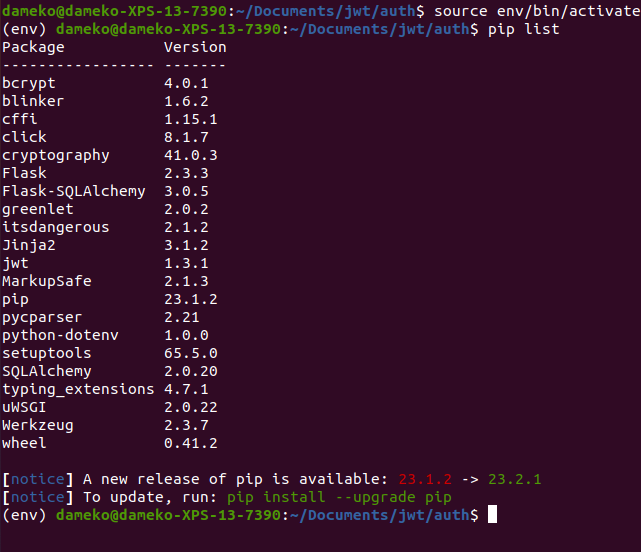 dameko@dameko-XPS-13-7390:~/Documents/jwt/auth$ source env/bin/activate
(env) dameko@dameko-XPS-13-7390:~/Documents/jwt/auth$ pip list
Package           Version
----------------- -------
bcrypt            4.0.1
blinker           1.6.2
cffi              1.15.1
click             8.1.7
cryptography      41.0.3
Flask             2.3.3
Flask-SQLAlchemy  3.0.5
greenlet          2.0.2
itsdangerous      2.1.2
Jinja2            3.1.2
jwt               1.3.1
MarkupSafe        2.1.3
pip               23.1.2
pycparser         2.21
python-dotenv     1.0.0
setuptools        65.5.0
SQLAlchemy        2.0.20
typing_extensions 4.7.1
uWSGI             2.0.22
Werkzeug          2.3.7
wheel             0.41.2
[notice] A new release of pip is available: 23.1.2 -> 23.2.1
[notice] To update, run: pip install --upgrade pip
(env) dameko@dameko-XPS-13-7390:~/Documents/jwt/auth$